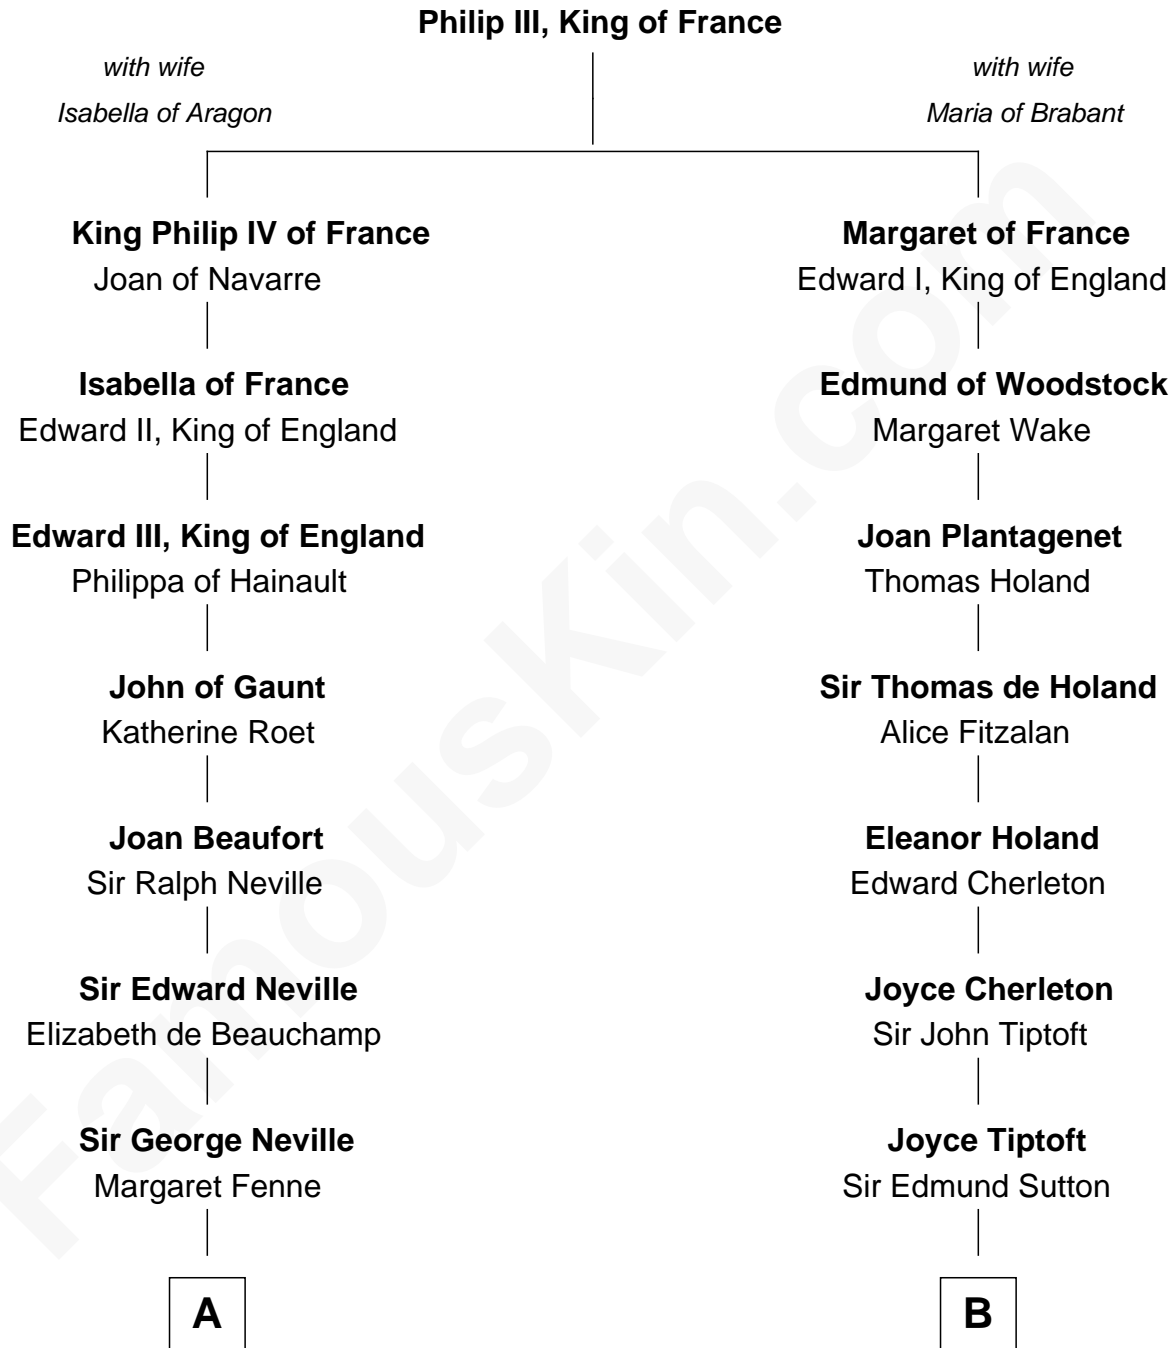 Philip III, King of France
with wife
Isabella of Aragon
with wife
Maria of Brabant
King Philip IV of France
Joan of Navarre
Margaret of France
Edward I, King of England
Isabella of France
Edward II, King of England
Edmund of Woodstock
Margaret Wake
Edward III, King of England
Philippa of Hainault
Joan Plantagenet
Thomas Holand
John of Gaunt
Katherine Roet
Sir Thomas de Holand
Alice Fitzalan
Joan Beaufort
Sir Ralph Neville
Eleanor Holand
Edward Cherleton
Sir Edward Neville
Elizabeth de Beauchamp
Joyce Cherleton
Sir John Tiptoft
Sir George Neville
Margaret Fenne
Joyce Tiptoft
Sir Edmund Sutton
A
B
FamousKin.com